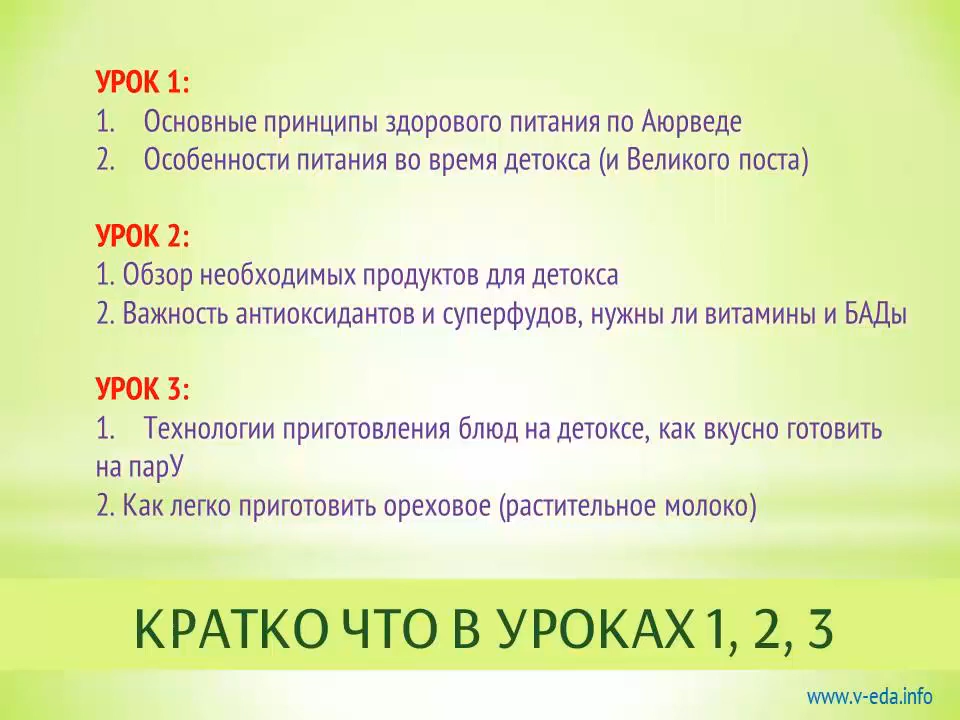 УРОК 1:
1. Основные принципы здорового питания по Аюрведе
2. Особенности питания во время детокса (и Великого поста)
УРОК 2:
1. Обзор необходимых продуктов для детокса
2. Важность антиоксидантов и суперфудов, нужны ли витамины и БАДы
УРОК 3:
1. Технологии приготовления блюд на детоксе, как вкусно готовить
на парУ
2. Как легко приготовить ореховое (растительное молоко)
КРАТКО ЧТО В УРОКАХ 1, 2, 3
www.v-eda.info